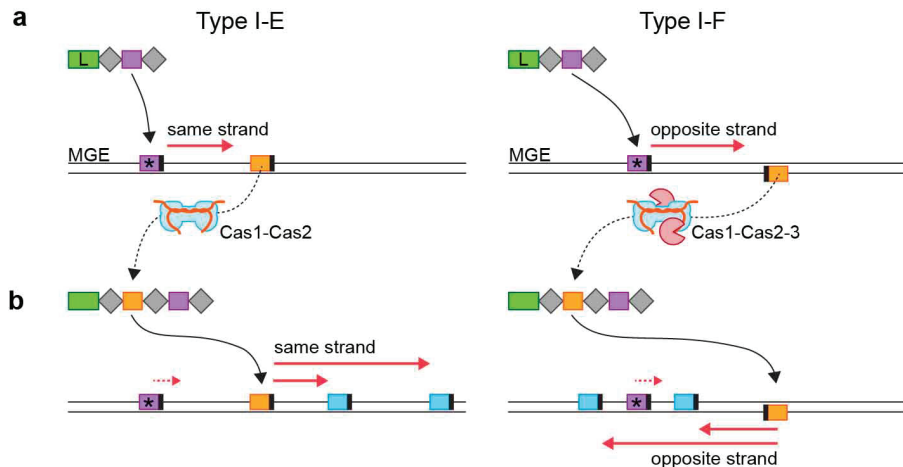 a
Type I-E
Type I-F
L
L
same strand
opposite strand
MGE
*
MGE
*
Cas1-Cas2
Cas1-Cas2-3
b
same strand
*
*
opposite strand